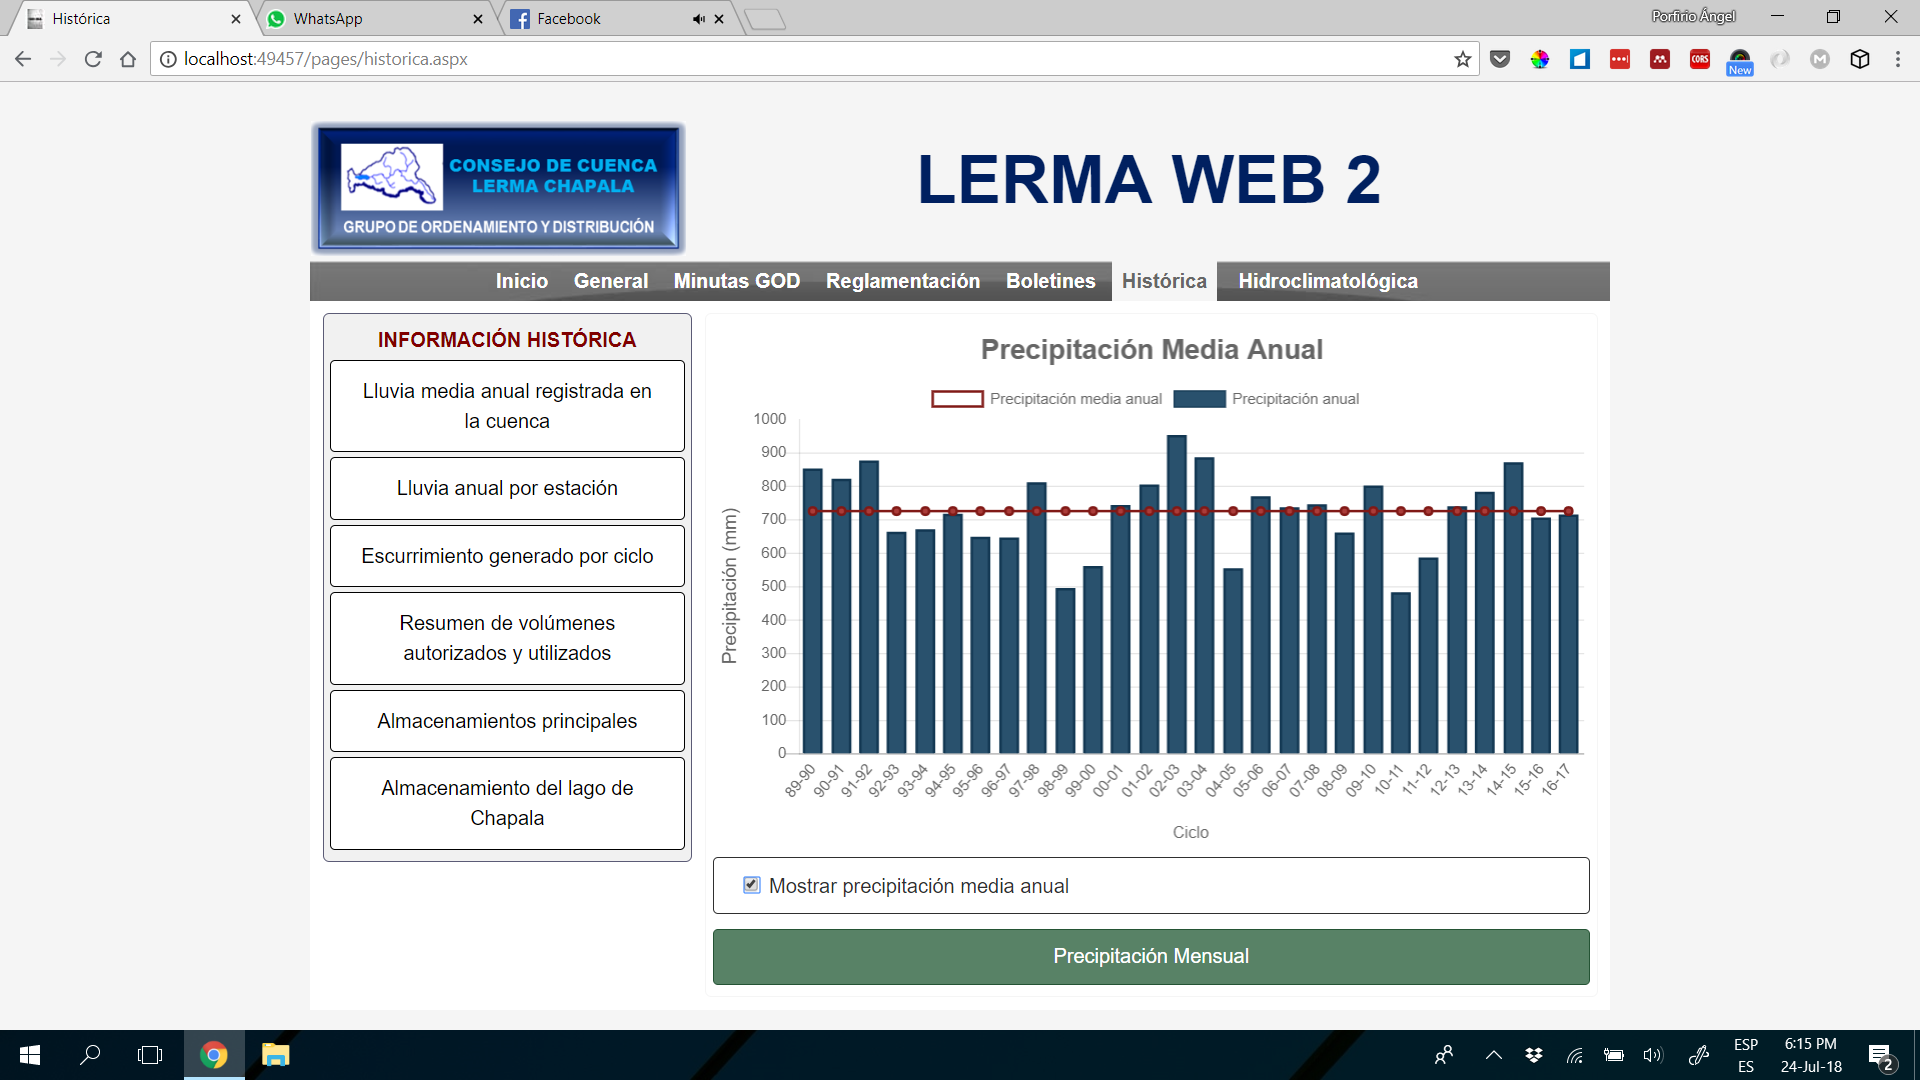 Histórica
WhatsApp
Facebook
Porfirio Ángel
localhost:49457/pages/historica.aspx
CORS
New
M
CONSEJO DE CUENCA
LERMA CHAPALA
GRUPO DE ORDENAMIENTO Y DISTRIBUCIÓN
LERMA WEB 2
Inicio General Minutas GOD Reglamentación Boletines Histórica Hidroclimatológica
INFORMACIÓN HISTÓRICA
Lluvia media anual registrada en
la cuenca
Lluvia anual por estación
Escurrimiento generado por ciclo
Resumen de volúmenes
autorizados y utilizados
Almacenamientos principales
Almacenamiento del lago de
Chapala
Precipitación Media Anual
Precipitación media anual Precipitación anual
Precipitación (mm)
1000
900
800
700
600
500
400
300
200
100
0
89-90 90-91 91-92 92-93 93-94 94-95 95-96 96-97 97-98 98-99 99-00 00-01 01-02 02-03 03-04 04-05 05-06 06-07 07-08 08-09 09-10 10-11 11-12 12-13 13-14 14-15 15-16 16-17
Ciclo
Mostrar precipitación media anual
Precipitación Mensual
ESP
ES
6:15 PM
24-Jul-18
2